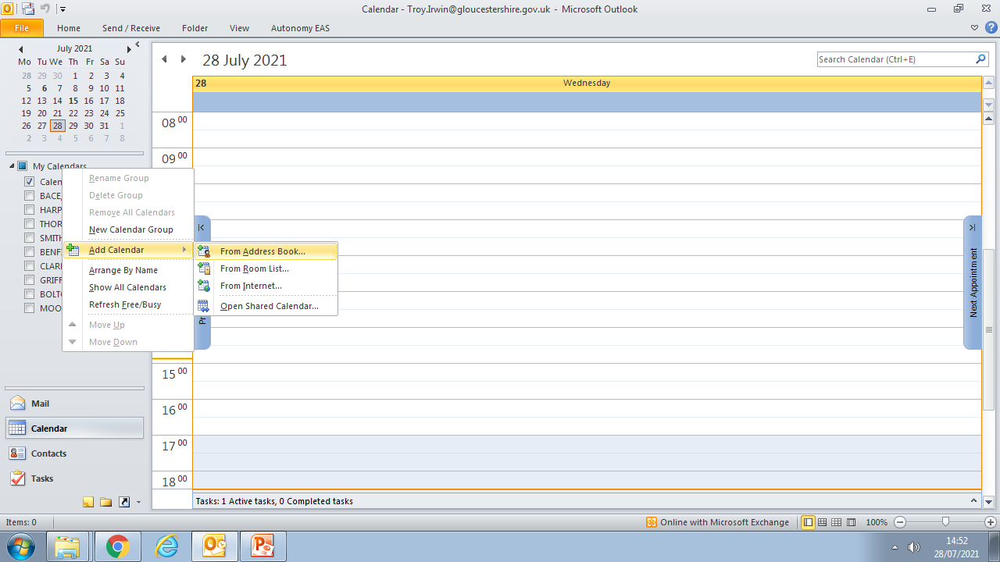 Calendar - Troy.Irwin@gloucestershire.gov.uk - Microsoft Outlook
File Home Send / Receive Folder View Autonomy EAS
July 2021
Mo Tu We Th Fr Sa Su
28 29 30 1 2 3 4
5 6 7 8 9 10 11
12 13 14 15 16 17 18
19 20 21 22 23 24 25
26 27 28 29 30 31 1
2 3 4 5 6 7 8
28 July 2021
Search Calendar (Ctrl+E)
28 Wednesday
08 00
09 00
15 00
16 00
17 00
18 00
My Calendars
Calen
BACE,
HARP
THOR
SMITH
BENF
CLARI
GRIFF
BOLTO
MOO
Rename Group
Delete Group
Remove All Calendars
New Calendar Group
Add Calendar
Arrange By Name
Show All Calendars
Refresh Free/Busy
Move Up
Move Down
From Address Book...
From Room List...
From Internet...
Open Shared Calendar...
Pr
Next Appointment
Mail
Calendar
Contacts
Tasks
Tasks: 1 Active tasks, 0 Completed tasks
Items: 0
Online with Microsoft Exchange
100%
14:52
28/07/2021